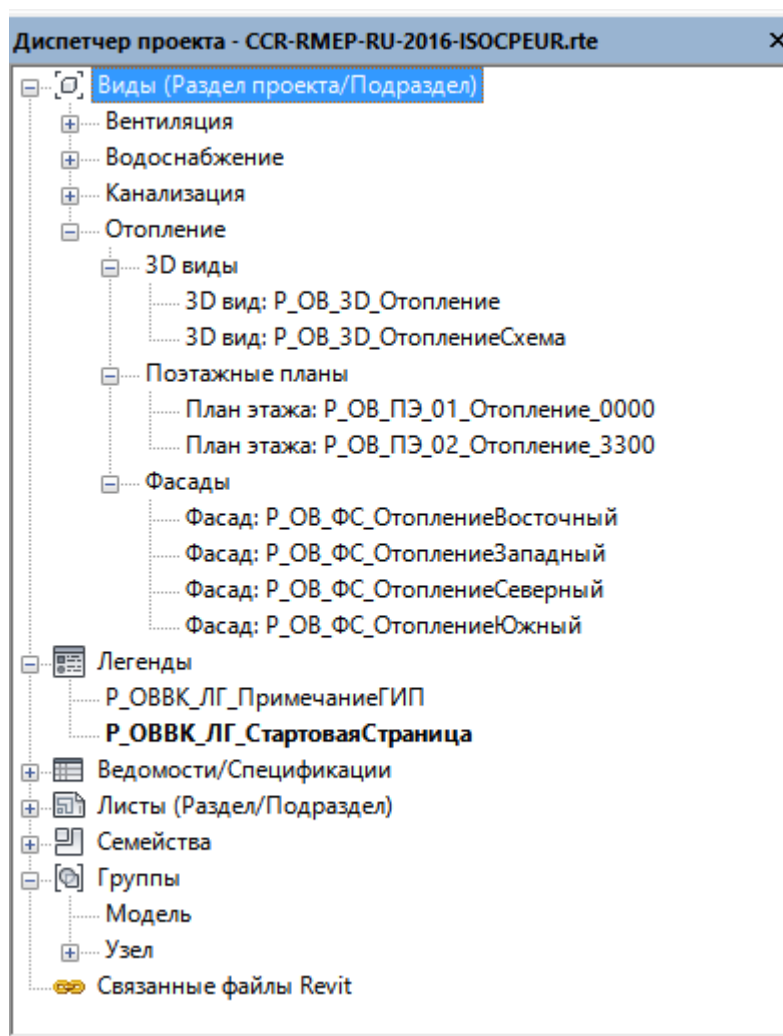 Диспетчер проекта - CCR-RMEP-RU-2016-ISOCPEUR.rte
Виды (Раздел проекта/Подраздел)
Вентиляция
Водоснабжение
Канализация
Отопление
3D виды
3D вид: Р_ОВ_3D_Отопление
3D вид: Р_ОВ_3D_ОтоплениеСхема
Поэтажные планы
План этажа: Р_ОВ_ПЭ_01_Отопление_0000
План этажа: Р_ОВ_ПЭ_02_Отопление_3300
Фасады
Фасад: Р_ОВ_ФС_ОтоплениеВосточный
Фасад: Р_ОВ_ФС_ОтоплениеЗападный
Фасад: Р_ОВ_ФС_ОтоплениеСеверный
Фасад: Р_ОВ_ФС_ОтоплениеЮжный
Легенды
Р_ОВВК_ЛГ_ПримечаниеГИП
Р_ОВВК_ЛГ_СтартоваяСтраница
Ведомости/Спецификации
Листы (Раздел/Подраздел)
Семейства
Группы
Модель
Узел
Связанные файлы Revit